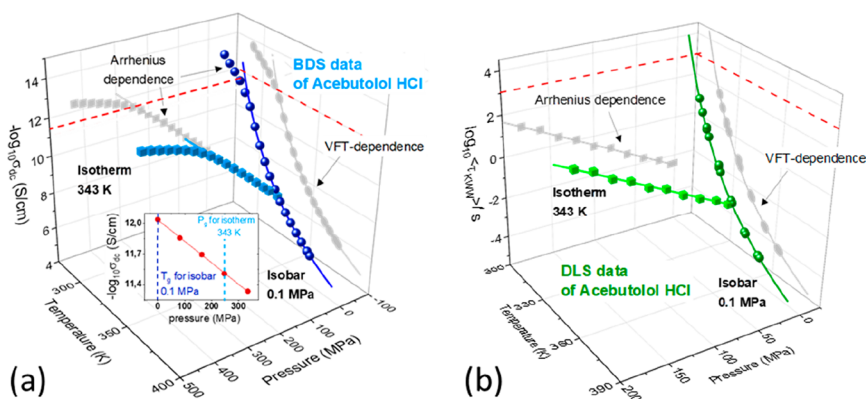 Arrhenius
dependence
BDS data
of Acebutolol HCl
VFT-dependence
Isotherm
343 K
Isobar
0.1 MPa
-log₁₀σdc (S/cm)
14
12
10
8
6
4
300
350
400
Temperature (K)
500
400
300
200
100
0
-100
Pressure (MPa)
Pg for isotherm
343 K
Tg for isobar
0.1 MPa
-log₁₀σdc (S/cm)
12,0
11,7
11,4
0 100 200 300 400
pressure (MPa)
(a)
Arrhenius dependence
VFT-dependence
Isotherm
343 K
DLS data
of Acebutolol HCl
Isobar
0.1 MPa
log₁₀<τKWW/ s>
4
2
0
-2
-4
300
330
360
390
Temperature (K)
200
150
100
50
0
Pressure (MPa)
(b)